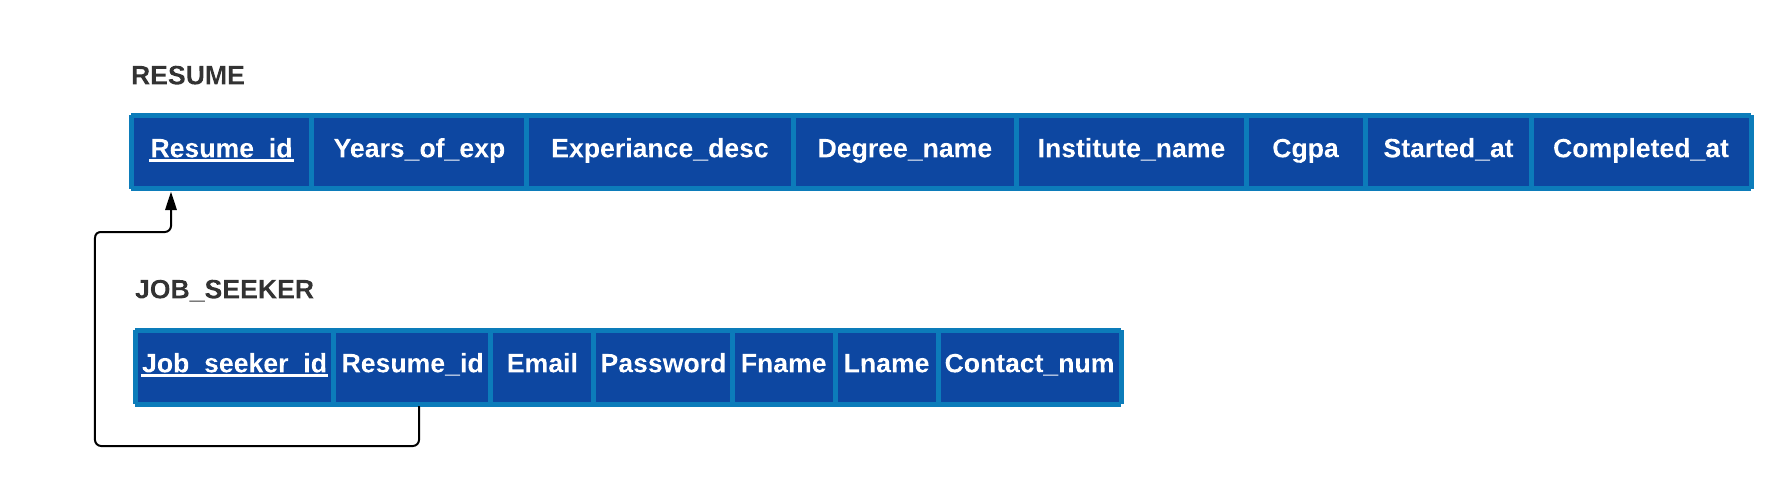 RESUME
Resume_id Years_of_exp Experiance_desc Degree_name Institute_name Cgpa Started_at Completed_at
JOB_SEEKER
Job_seeker_id Resume_id Email Password Fname Lname Contact_num